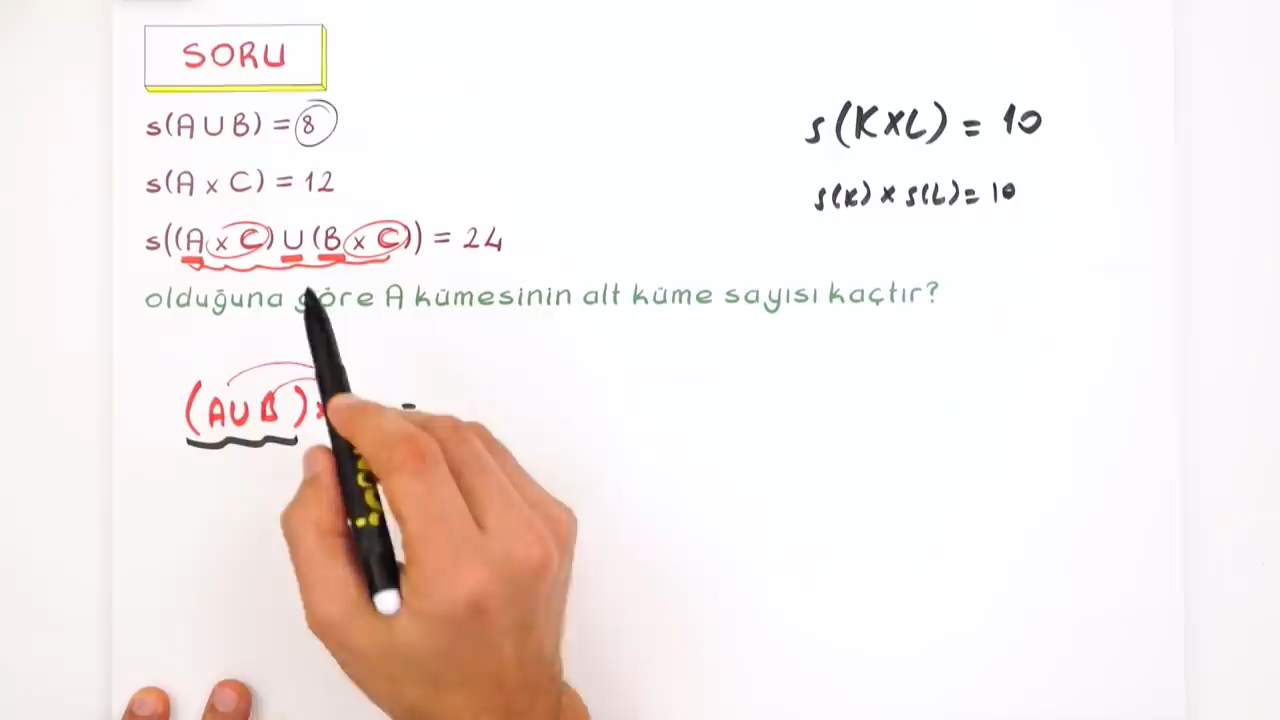 SORU
s(A ∪ B) = 8
s(A x C) = 12
s((A x C) ∪ (B x C)) = 24
olduğuna göre A kümesinin alt küme sayısı kaçtır?
s(K x L) = 10
s(K) x s(L) = 10
(A ∪ B) x